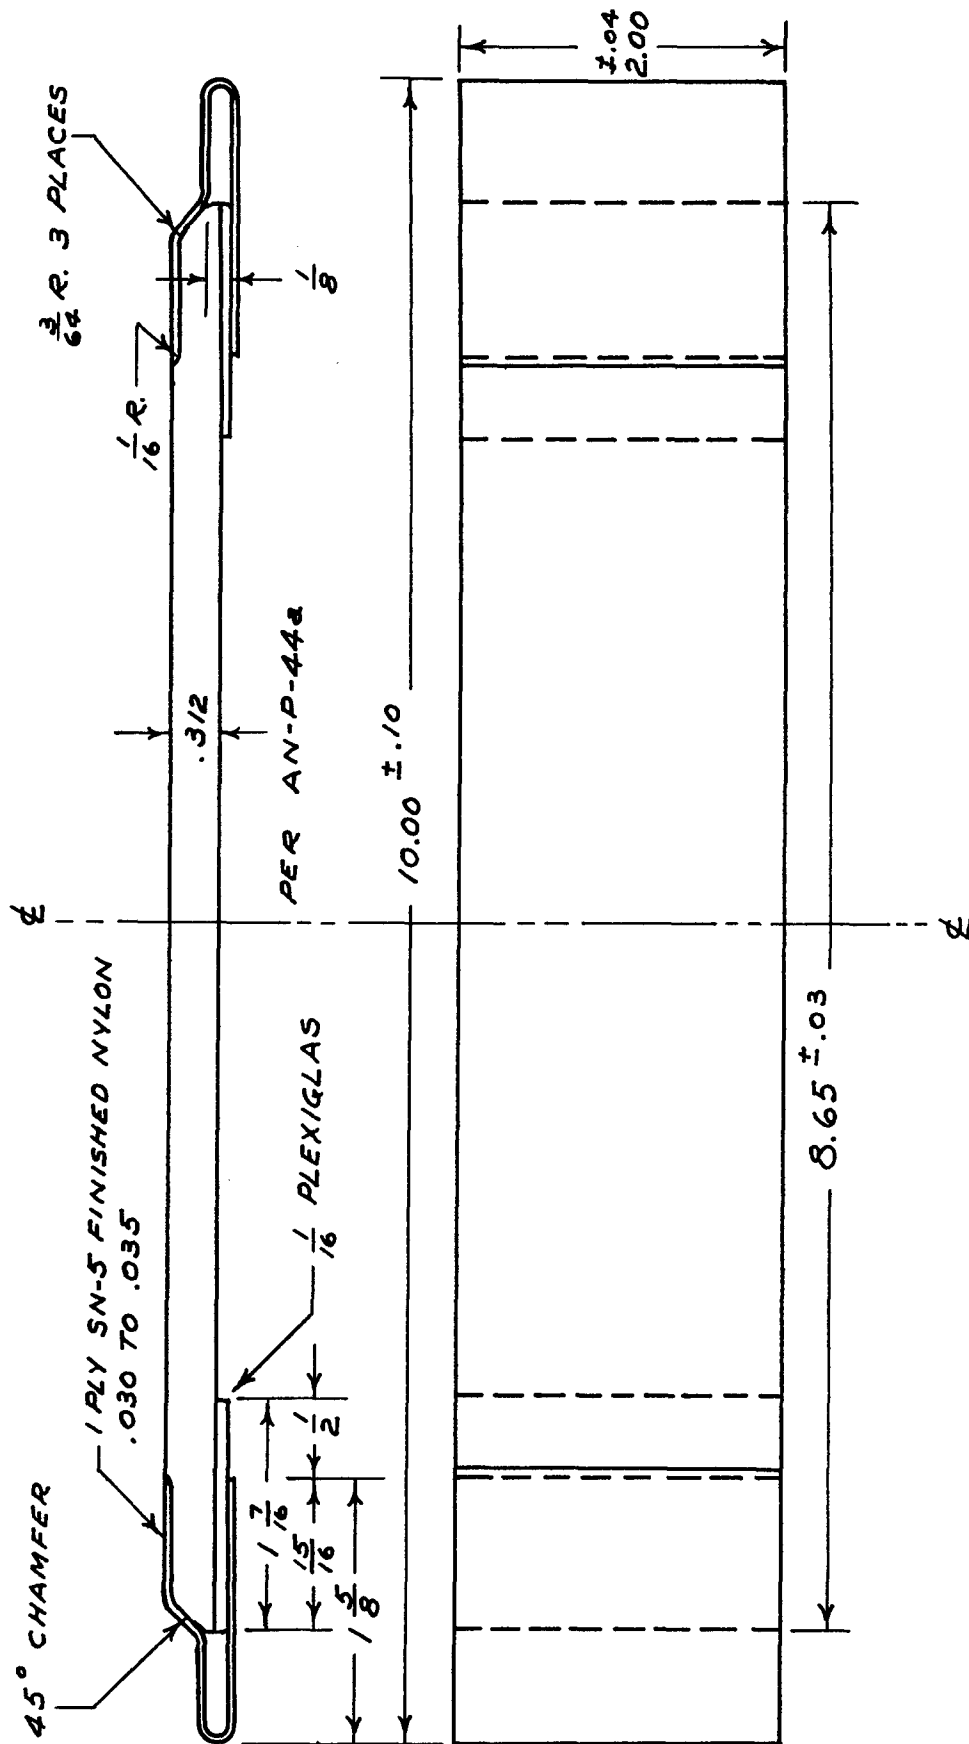 45° CHAMFER
1 PLY SN-5 FINISHED NYLON
.030 TO .035
℄
1/16 R.
3/64 R. 3 PLACES
.312
1/8
PER AN-P-44a
1/16 PLEXIGLAS
1/2
1 7/16
15/16
1 5/8
10.00 ±.10
±.04
2.00
8.65 ±.03
℄